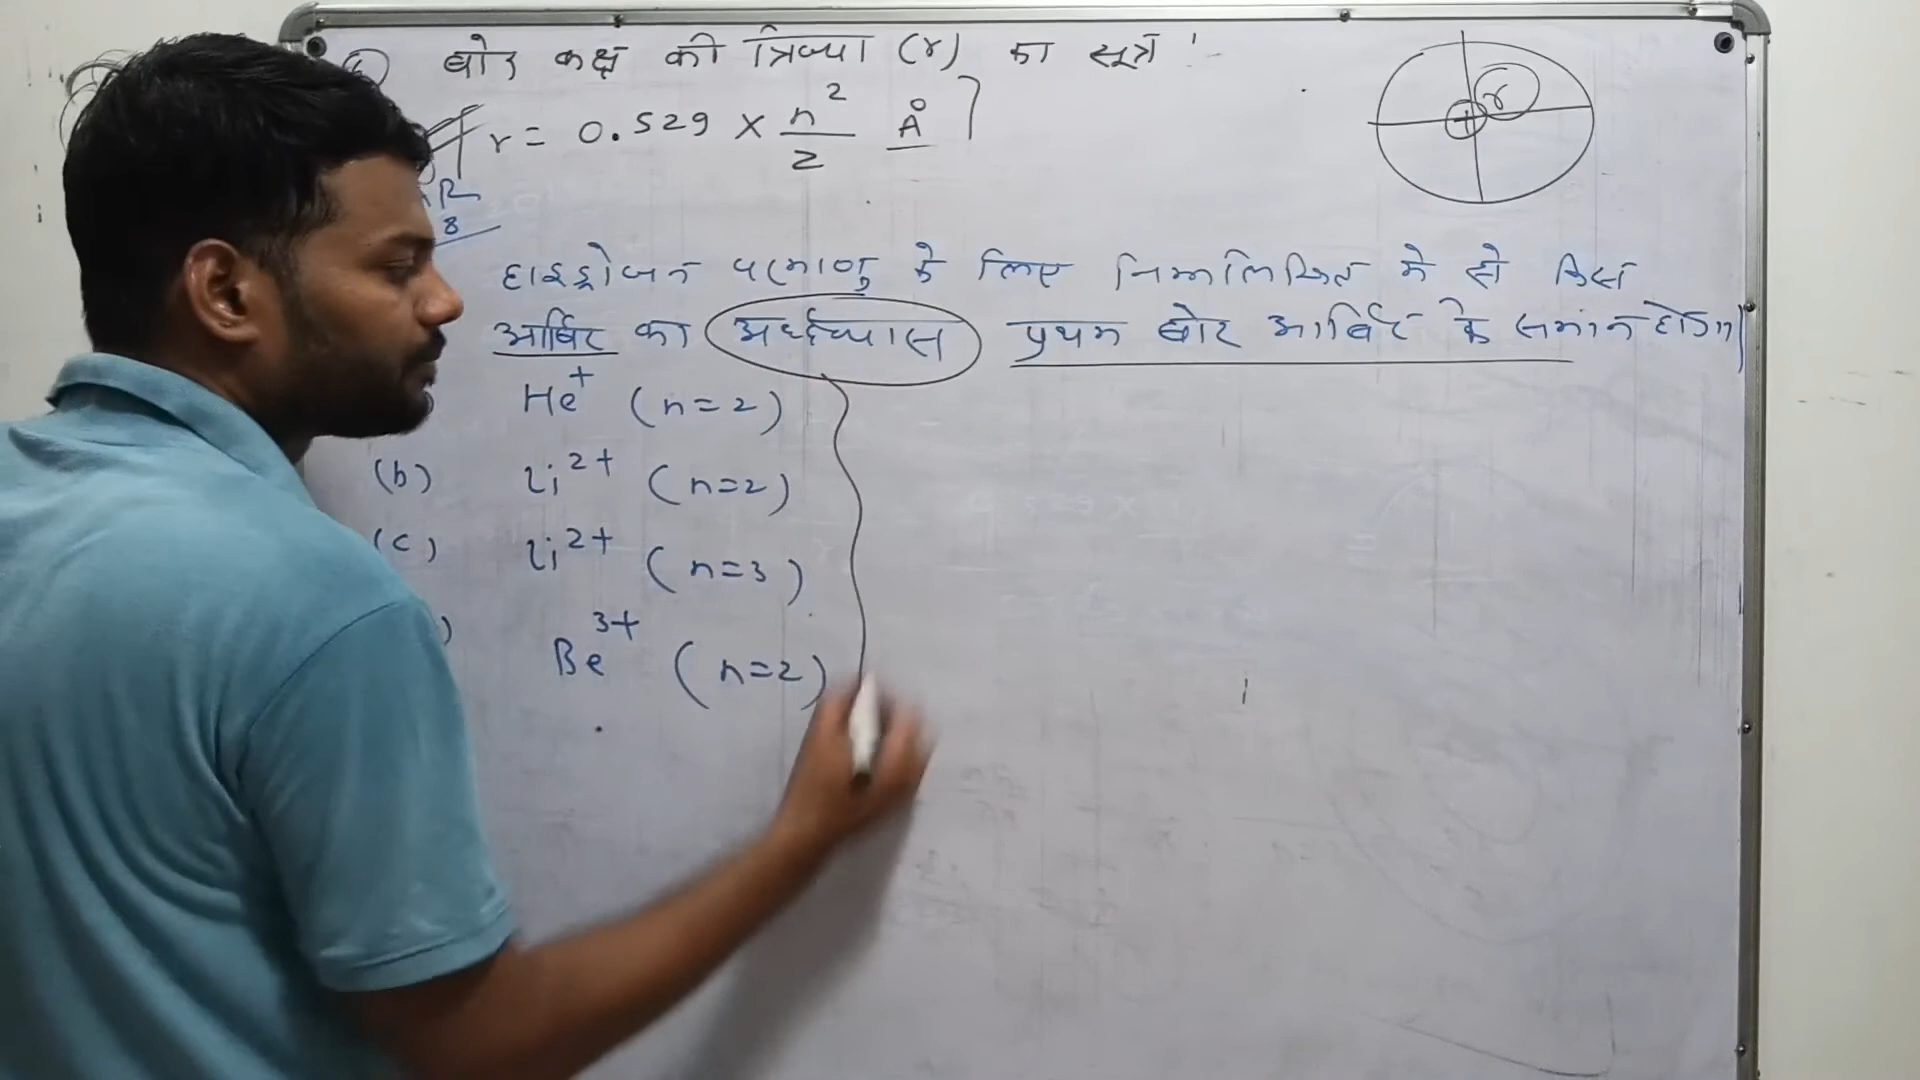 बोर कक्ष की त्रिज्या (r) का सूत्र :
r = 0.529 × n²/Z Å
8
हाइड्रोजन परमाणु के लिए निम्नलिखित मे से किस
आर्बिट का अर्धव्यास प्रथम बोर आर्बिट के समान होगा|
He⁺ (n=2)
(b) Li²⁺ (n=2)
(c) Li²⁺ (n=3)
) Be³⁺ (n=2)
r
+